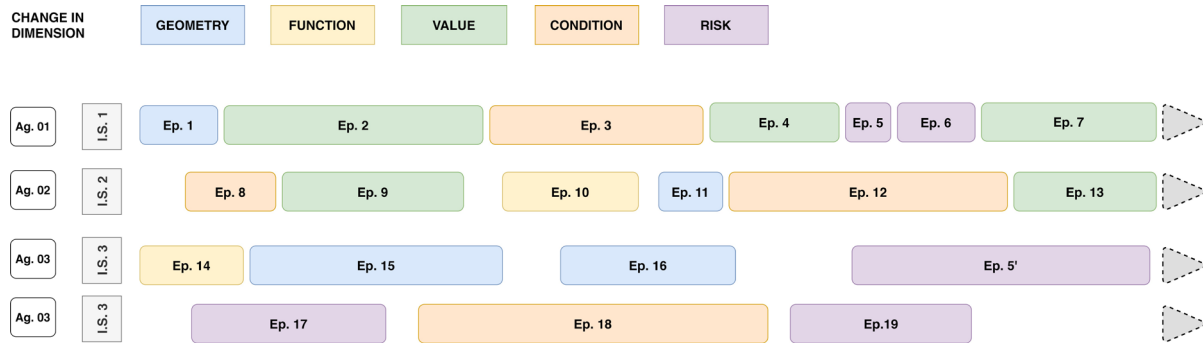 CHANGE IN
DIMENSION
GEOMETRY
FUNCTION
VALUE
CONDITION
RISK
Ag. 01
I.S. 1
Ep. 1
Ep. 2
Ep. 3
Ep. 4
Ep. 5
Ep. 6
Ep. 7
Ag. 02
I.S. 2
Ep. 8
Ep. 9
Ep. 10
Ep. 11
Ep. 12
Ep. 13
Ag. 03
I.S. 3
Ep. 14
Ep. 15
Ep. 16
Ep. 5'
Ag. 03
I.S. 3
Ep. 17
Ep. 18
Ep.19